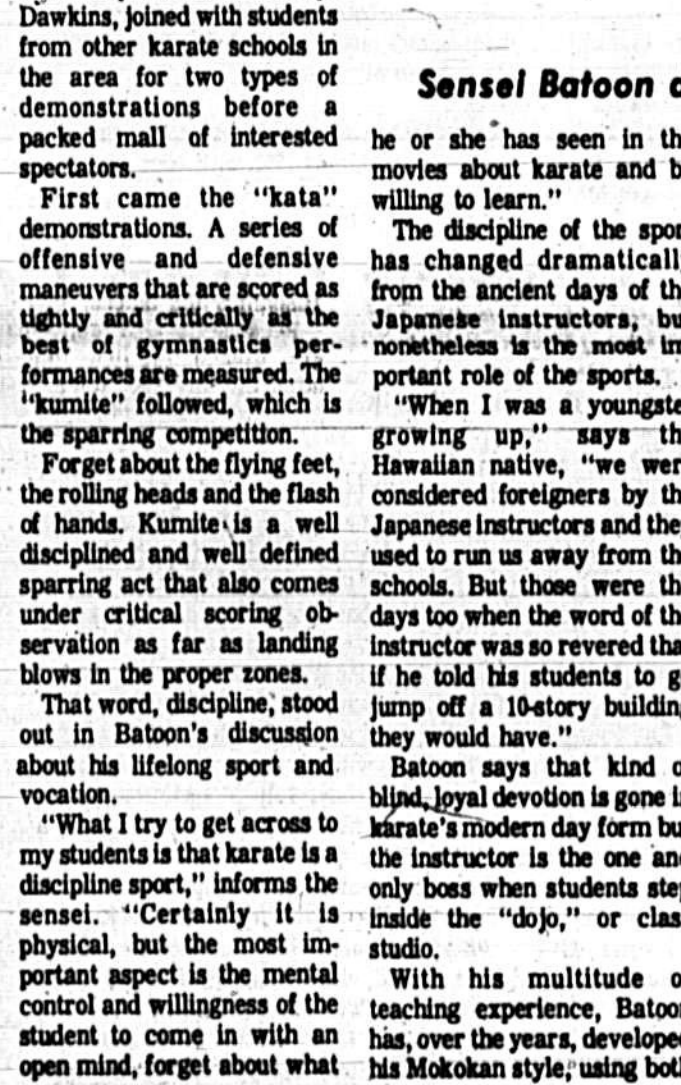 Dawkins, joined with students
from other karate schools in
the area for two types of
demonstrations before a
packed mall of interested
spectators.
First came the "kata"
demonstrations. A series of
offensive and defensive
maneuvers that are scored as
tightly and critically as the
best of gymnastics per-
formances are measured. The
"kumite" followed, which is
the sparring competition.
Forget about the flying feet,
the rolling heads and the flash
of hands. Kumite is a well
disciplined and well defined
sparring act that also comes
under critical scoring ob-
servation as far as landing
blows in the proper zones.
That word, discipline, stood
out in Batoon's discussion
about his lifelong sport and
vocation.
"What I try to get across to
my students is that karate is a
discipline sport," informs the
sensei. "Certainly it is
physical, but the most im-
portant aspect is the mental
control and willingness of the
student to come in with an
open mind, forget about what
Sensei Batoon
he or she has seen in th
movies about karate and b
willing to learn."
The discipline of the spor
has changed dramaticall
from the ancient days of th
Japanese instructors, bu
nonetheless is the most im
portant role of the sports.
"When I was a youngste
growing up," says th
Hawaiian native, "we wer
considered foreigners by th
Japanese instructors and the
used to run us away from th
schools. But those were th
days too when the word of th
instructor was so revered tha
if he told his students to g
jump off a 10-story building
they would have."
Batoon says that kind o
blind, loyal devotion is gone i
karate's modern day form bu
the instructor is the one and
only boss when students step
inside the "dojo," or clas
studio.
With his multitude o
teaching experience, Batoon
has, over the years, developed
his Mokokan style, using both